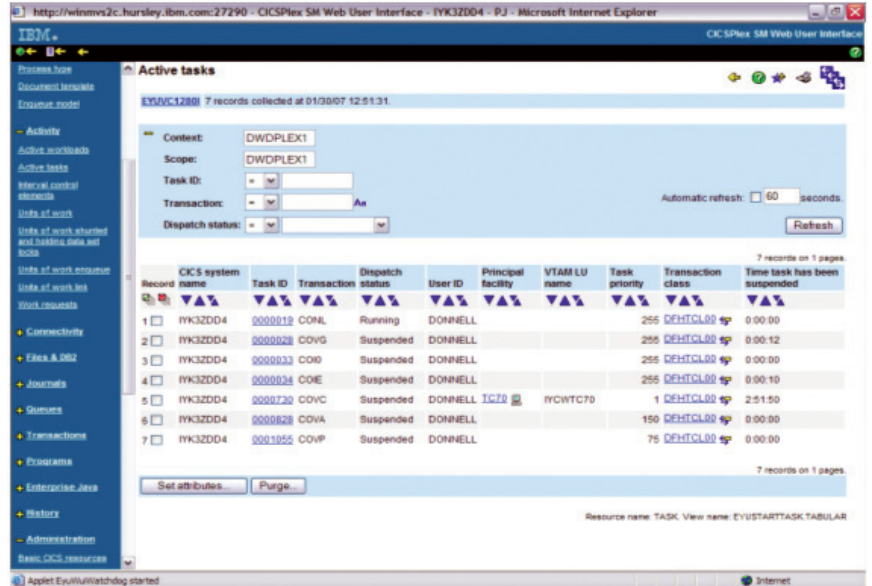 http://winmvs2c.hursley.ibm.com:27290 - CICSPlex SM Web User Interface - IYK3ZDD4 - PJ - Microsoft Internet Explorer
IBM.
CICSPlex SM Web User Interface
Process type
Document template
Enqueue model
Activity
Active workloads
Active tasks
Interval control
elements
Units of work
Units of work shunted
and holding data set
locks
Units of work enqueue
Units of work link
Work requests
Connectivity
Files & DB2
Journals
Queues
Transactions
Programs
Enterprise Java
History
Administration
Basic CICS resources
Active tasks
EYUVC1280I 7 records collected at 01/30/07 12:51:31.
Context: DWDPLEX1
Scope: DWDPLEX1
Task ID: =
Transaction: = Aa
Automatic refresh: 60 seconds.
Dispatch status: =
Refresh
7 records on 1 pages.
Record CICS system name Task ID Transaction Dispatch status User ID Principal facility VTAM LU name Task priority Transaction class Time task has been suspended
1 IYK3ZDD4 0000019 CONL Running DONNELL 255 DFHTCL00 0:00:00
2 IYK3ZDD4 0000028 COVG Suspended DONNELL 255 DFHTCL00 0:00:12
3 IYK3ZDD4 0000033 COI0 Suspended DONNELL 255 DFHTCL00 0:00:00
4 IYK3ZDD4 0000034 COIE Suspended DONNELL 255 DFHTCL00 0:00:10
5 IYK3ZDD4 0000730 COVC Suspended DONNELL TC70 IYCWTC70 1 DFHTCL00 2:51:50
6 IYK3ZDD4 0000828 COVA Suspended DONNELL 150 DFHTCL00 0:00:00
7 IYK3ZDD4 0001055 COVP Suspended DONNELL 75 DFHTCL00 0:00:00
7 records on 1 pages.
Set attributes... Purge...
Resource name: TASK. View name: EYUSTARTTASK.TABULAR
Applet EyuWuiWatchdog started
Internet